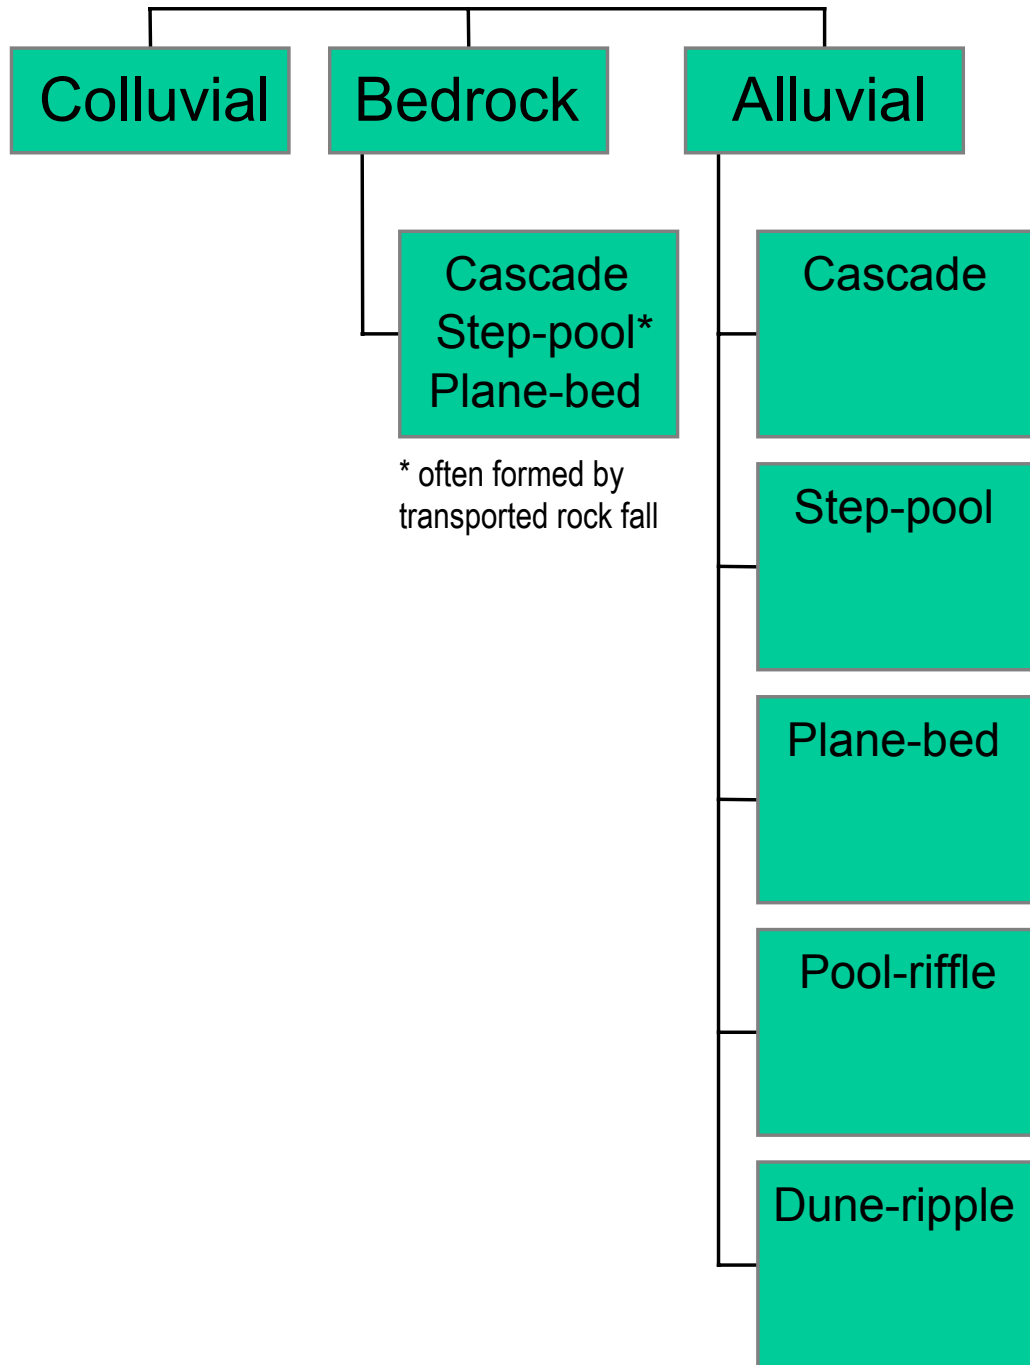 Colluvial
Bedrock
Alluvial
Cascade
Step-pool*
Plane-bed
* often formed by
transported rock fall
Cascade
Step-pool
Plane-bed
Pool-riffle
Dune-ripple